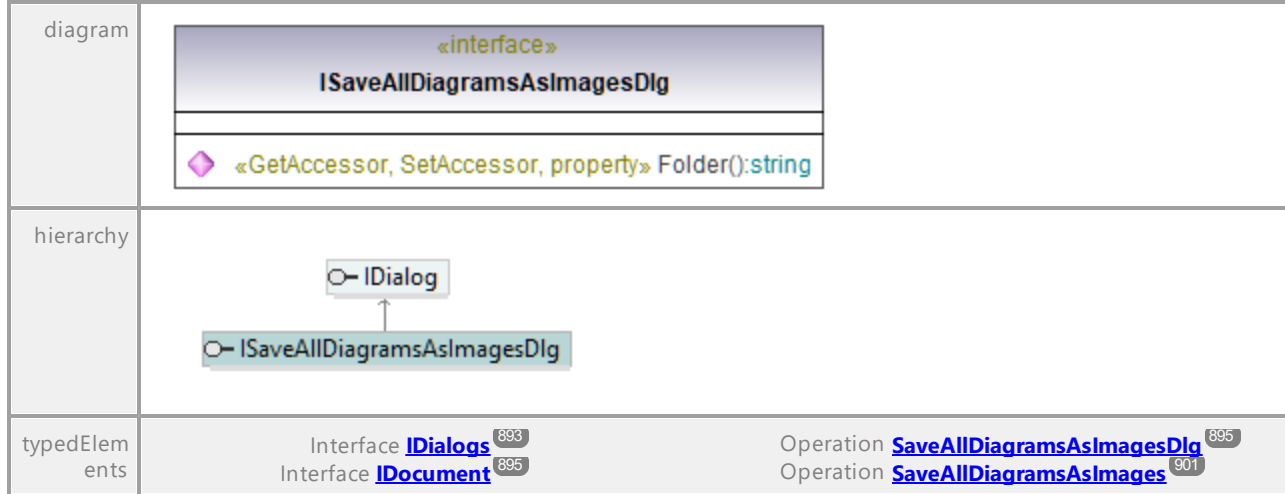 diagram
«interface»
ISaveAllDiagramsAsImagesDlg
«GetAccessor, SetAccessor, property» Folder():string
hierarchy
IDialog
ISaveAllDiagramsAsImagesDlg
typedElem
ents
Interface IDialogs 893
Operation SaveAllDiagramsAsImagesDlg 895
Interface IDocument 895
Operation SaveAllDiagramsAsImages 901